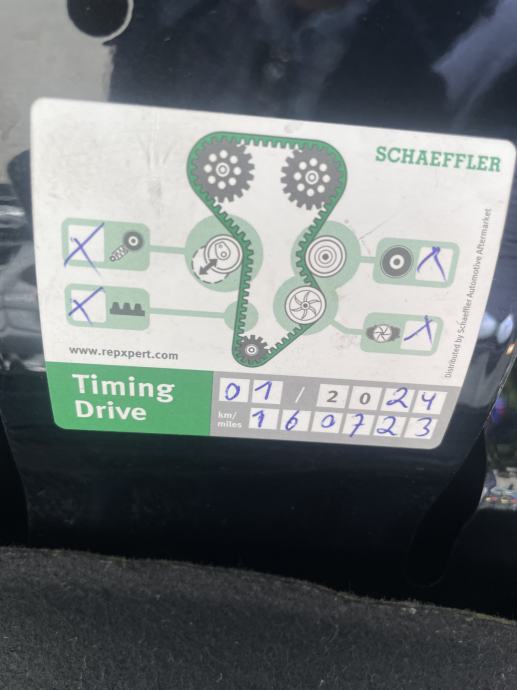 SCHAEFFLER
X
X
X
X
Distributed by Schaeffler Automotive Aftermarket
www.repxpert.com
Timing
Drive
01 / 2024
km/
miles
160723